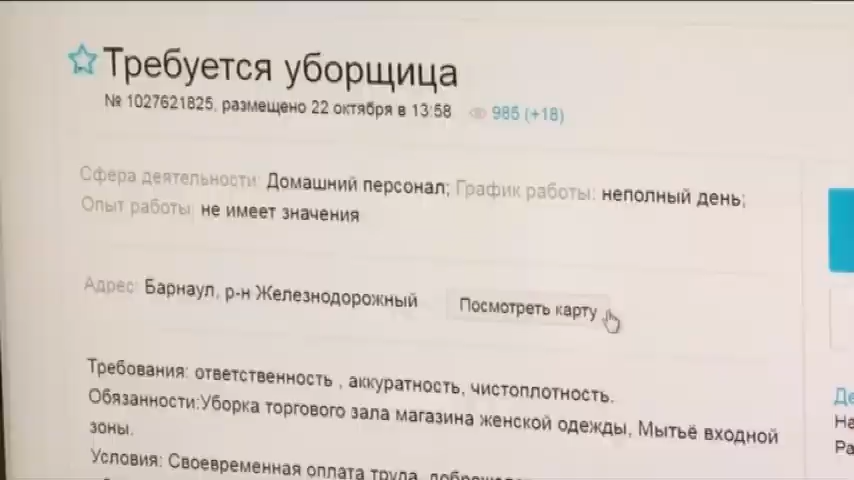 Требуется уборщица
№ 1027621825, размещено 22 октября в 13:58 985 (+18)
Сфера деятельности: Домашний персонал; График работы: неполный день;
Опыт работы: не имеет значения
Адрес: Барнаул, р-н Железнодорожный Посмотреть карту
Требования: ответственность , аккуратность, чистоплотность.
Обязанности:Уборка торгового зала магазина женской одежды, Мытьё входной
зоны.
Условия: Своевременная оплата труда,